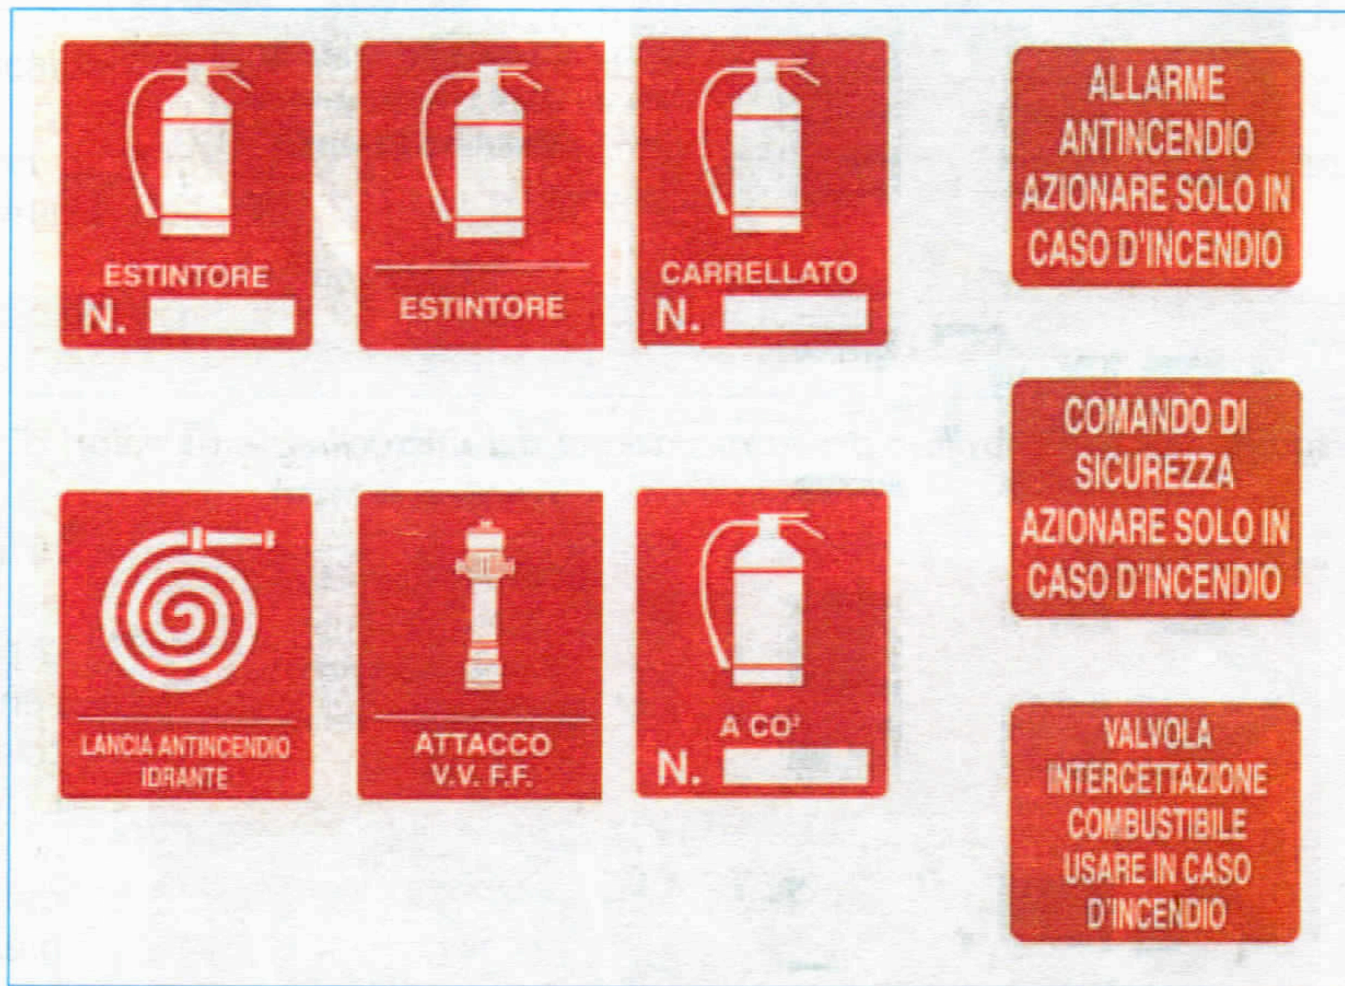 ESTINTORE
N.
ESTINTORE
CARRELLATO
N.
ALLARME
ANTINCENDIO
AZIONARE SOLO IN
CASO D'INCENDIO
COMANDO DI
SICUREZZA
AZIONARE SOLO IN
CASO D'INCENDIO
LANCIA ANTINCENDIO
IDRANTE
ATTACCO
V.V. F.F.
A CO²
N.
VALVOLA
INTERCETTAZIONE
COMBUSTIBILE
USARE IN CASO
D'INCENDIO